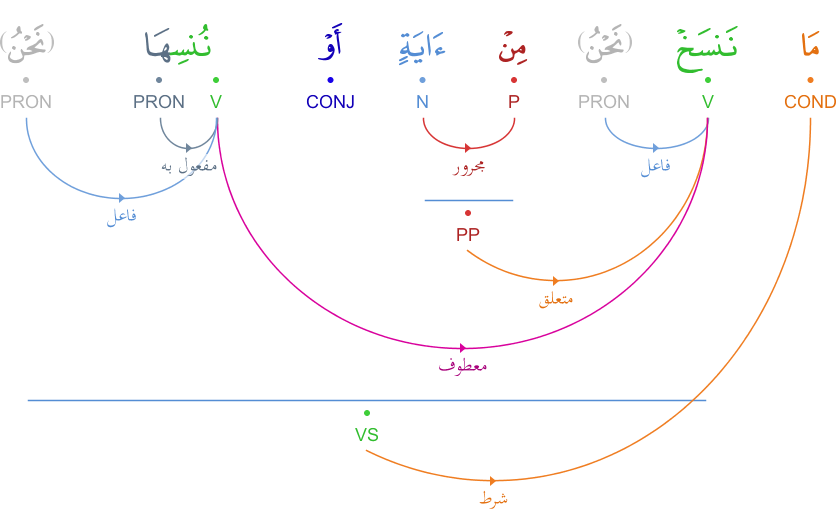 مَا نَنسَخْ (نَحْنُ) مِنْ ءَايَةٍ أَوْ نُنسِهَا (نَحْنُ)
COND V PRON P N CONJ V PRON PRON
فاعل مجرور مفعول به
فاعل
PP
متعلق
معطوف
VS
شرط